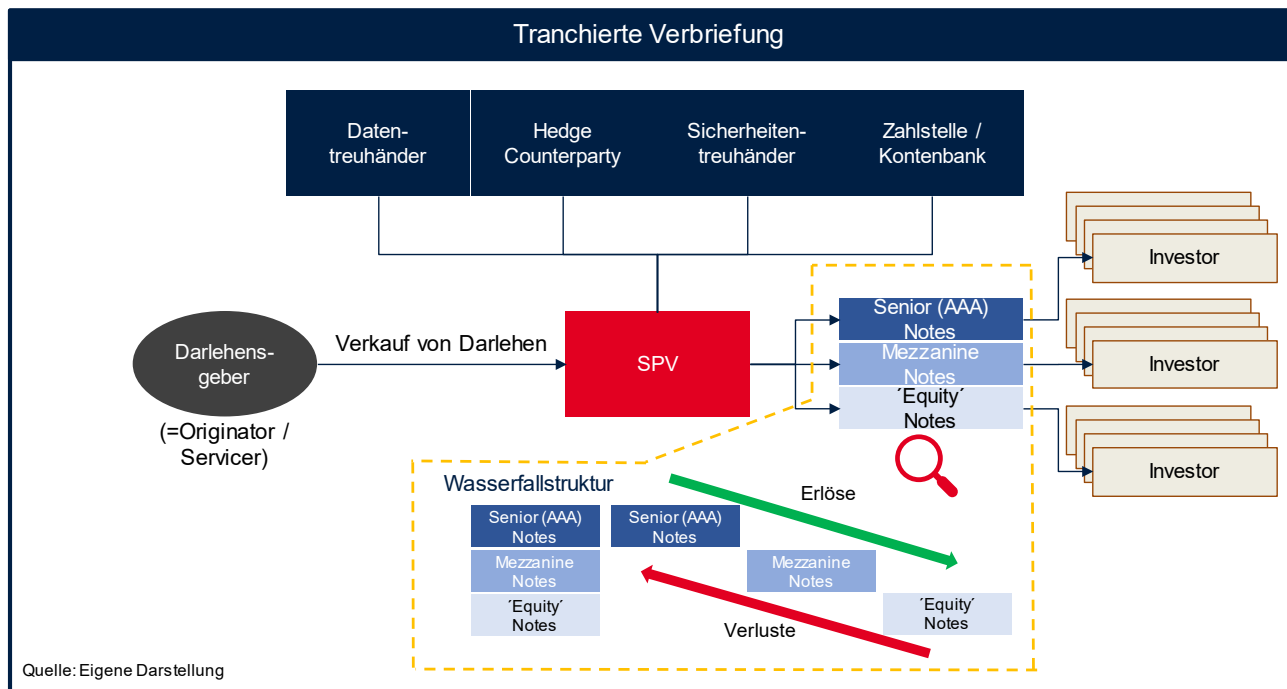 Tranchierte Verbriefung
Daten-
treuhänder
Hedge
Counterparty
Sicherheiten-
treuhänder
Zahlstelle /
Kontenbank
Darlehens-
geber
(=Originator /
Servicer)
Verkauf von Darlehen
SPV
Senior (AAA)
Notes
Mezzanine
Notes
´Equity´
Notes
Investor
Investor
Investor
Wasserfallstruktur
Erlöse
Senior (AAA)
Notes
Senior (AAA)
Notes
Mezzanine
Notes
Mezzanine
Notes
´Equity´
Notes
´Equity´
Notes
Verluste
Quelle: Eigene Darstellung